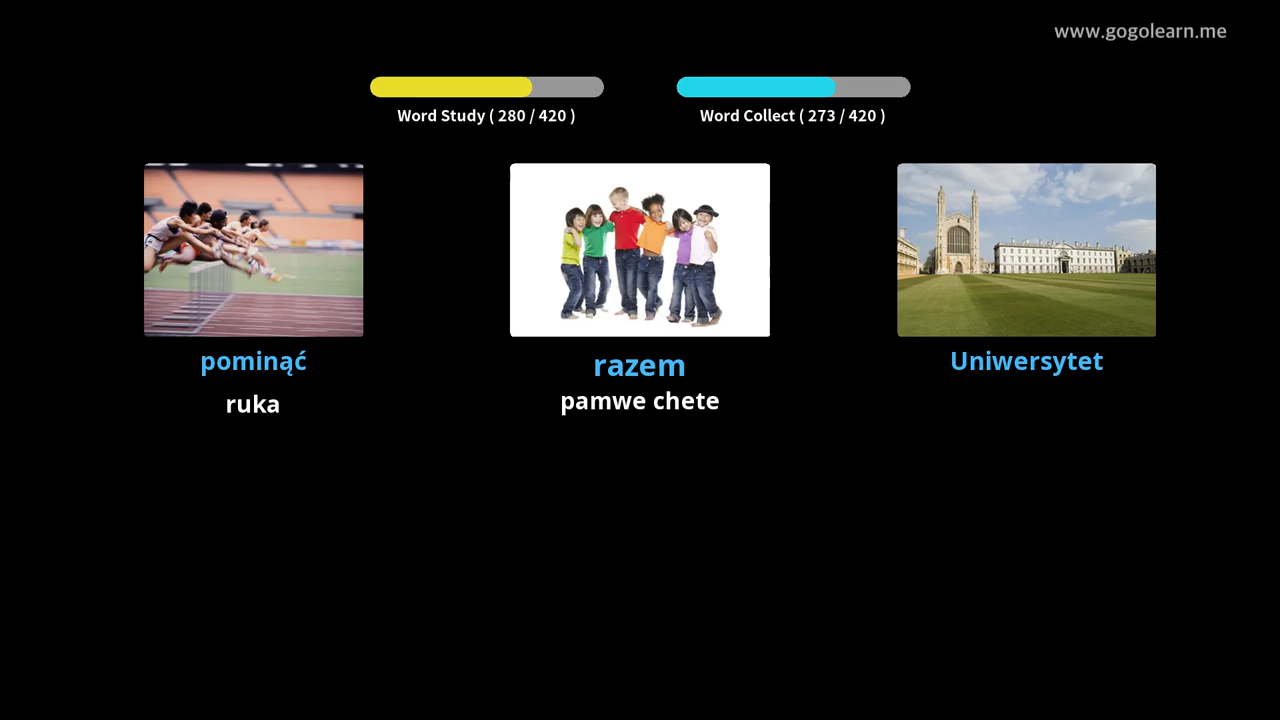 www.gogolearn.me
Word Study ( 280 / 420 )
Word Collect ( 273 / 420 )
pominąć
ruka
razem
pamwe chete
Uniwersytet